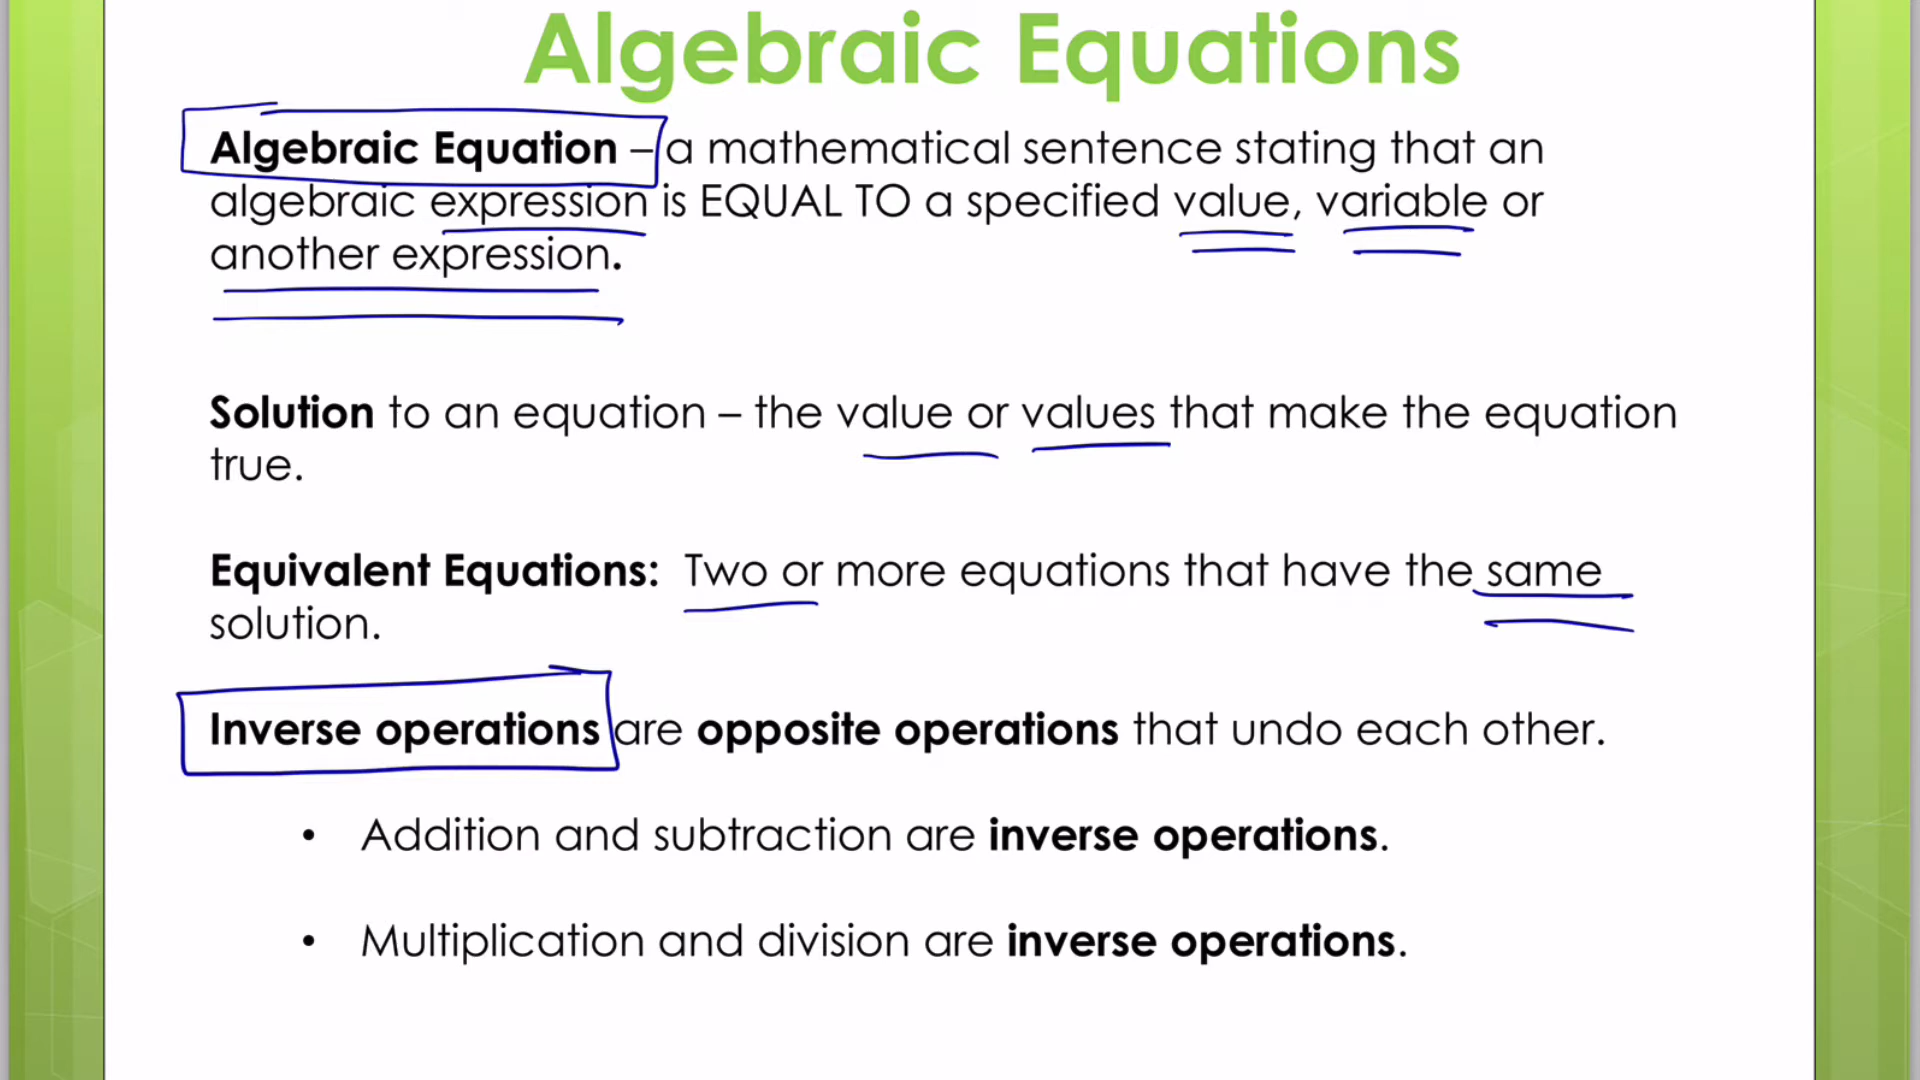 Algebraic Equations
Algebraic Equation – a mathematical sentence stating that an
algebraic expression is EQUAL TO a specified value, variable or
another expression.
Solution to an equation – the value or values that make the equation
true.
Equivalent Equations: Two or more equations that have the same
solution.
Inverse operations are opposite operations that undo each other.
• Addition and subtraction are inverse operations.
• Multiplication and division are inverse operations.